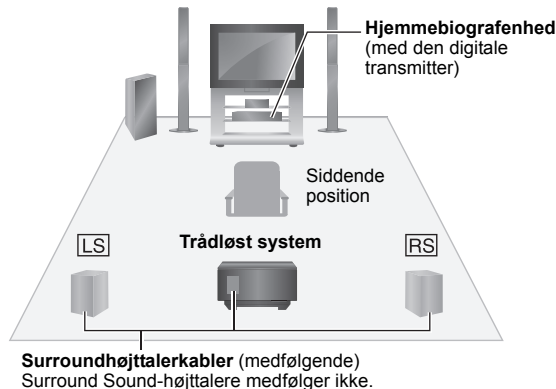 Hjemmebiografenhed
(med den digitale
transmitter)
Siddende
position
Trådløst system
LS
RS
Surroundhøjttalerkabler (medfølgende)
Surround Sound-højttalere medfølger ikke.